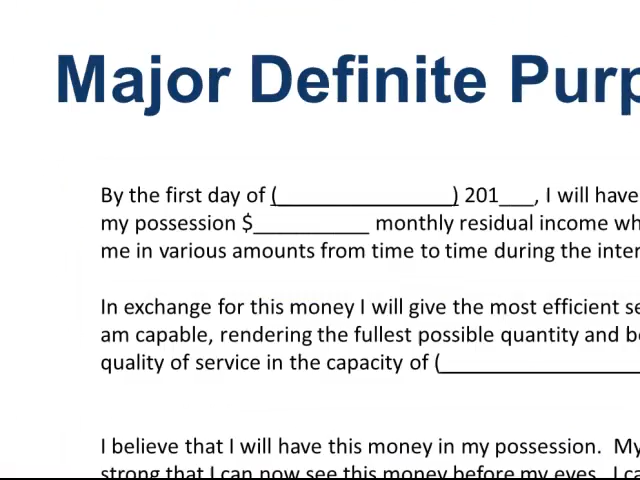 Major Definite Purp
By the first day of (________________) 201___, I will have
my possession $__________ monthly residual income wh
me in various amounts from time to time during the inter
In exchange for this money I will give the most efficient se
am capable, rendering the fullest possible quantity and be
quality of service in the capacity of (__________________
I believe that I will have this money in my possession.  My
strong that I can now see this money before my eyes.  I ca